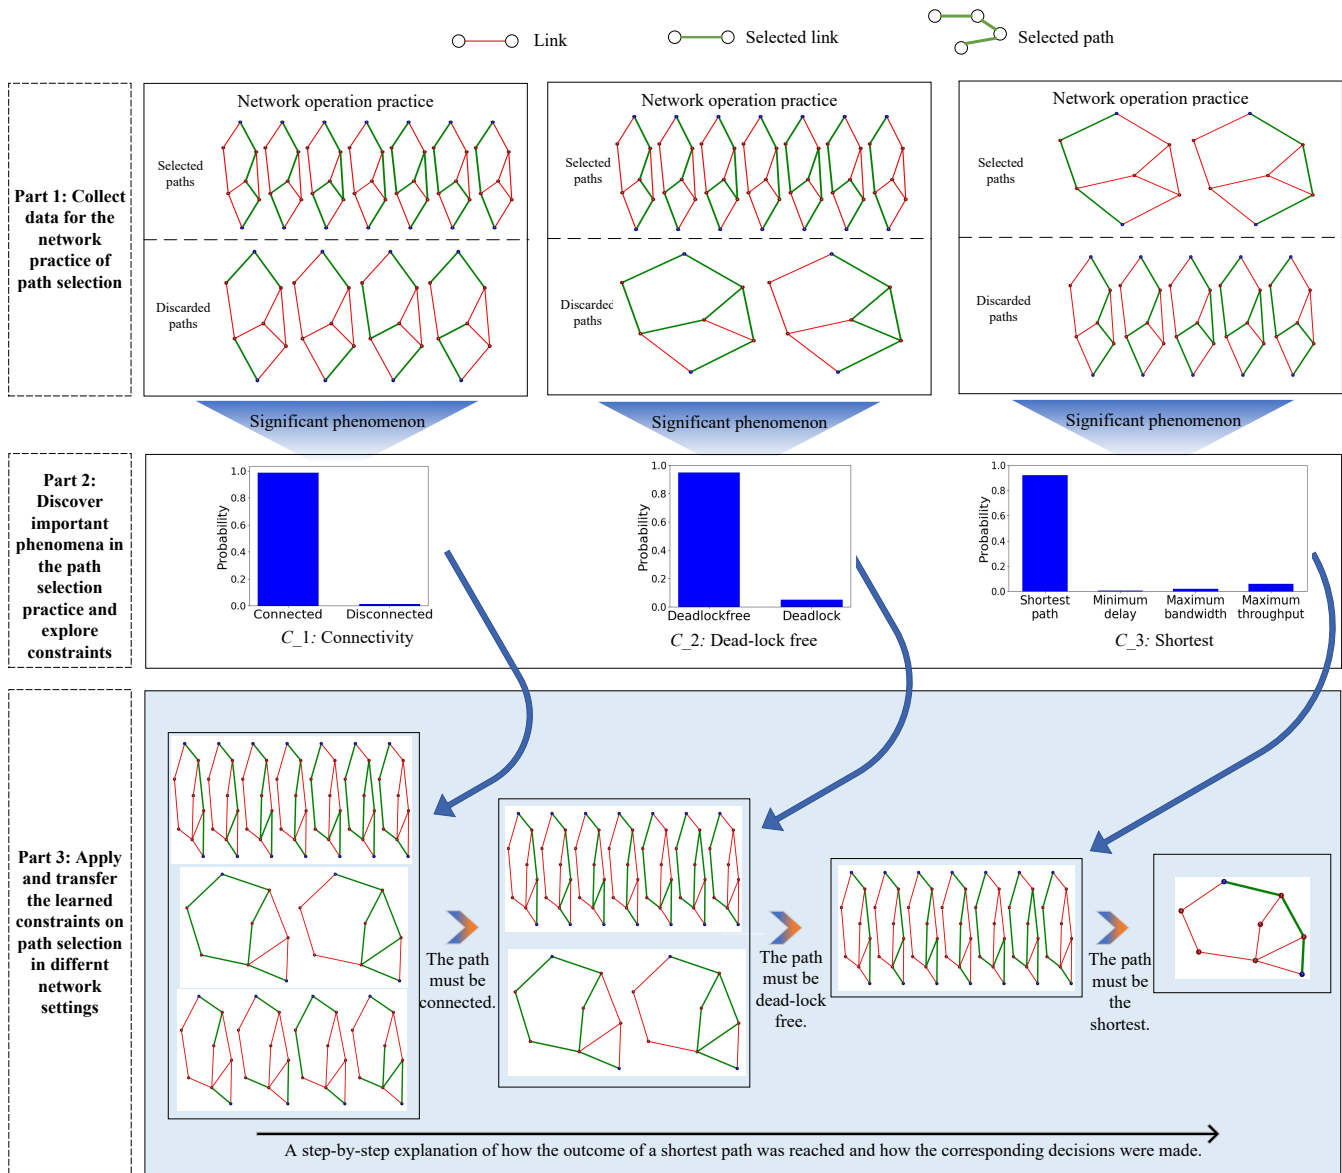 Link
Selected link
Selected path
Part 1: Collect
data for the
network
practice of
path selection
Network operation practice
Selected
paths
Discarded
paths
Network operation practice
Selected
paths
Discarded
paths
Network operation practice
Selected
paths
Discarded
paths
Significant phenomenon
Significant phenomenon
Significant phenomenon
Part 2:
Discover
important
phenomena in
the path
selection
practice and
explore
constraints
Probability
1.0
0.8
0.6
0.4
0.2
0.0
Connected
Disconnected
C_1: Connectivity
Probability
1.0
0.8
0.6
0.4
0.2
0.0
Deadlockfree
Deadlock
C_2: Dead-lock free
Probability
1.0
0.8
0.6
0.4
0.2
0.0
Shortest
path
Minimum
delay
Maximum
bandwidth
Maximum
throughput
C_3: Shortest
Part 3: Apply
and transfer
the learned
constraints on
path selection
in differnt
network
settings
The path
must be
connected.
The path
must be
dead-lock
free.
The path
must be
the
shortest.
A step-by-step explanation of how the outcome of a shortest path was reached and how the corresponding decisions were made.